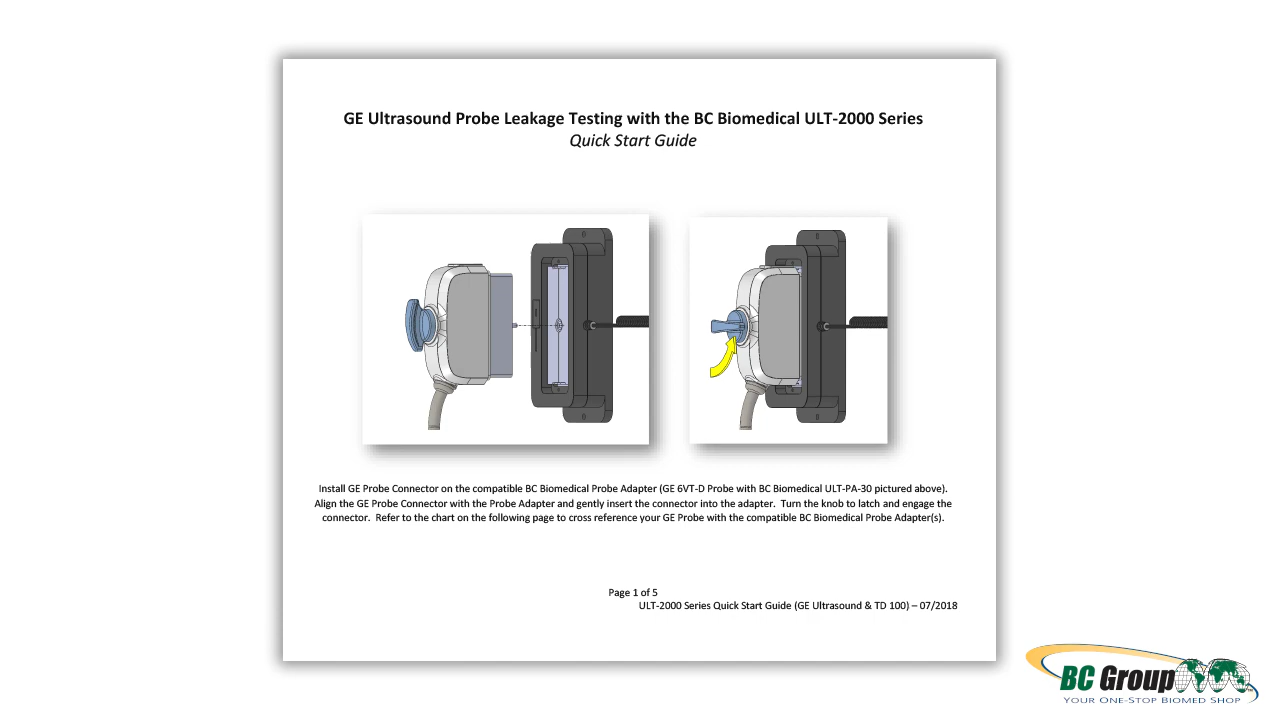 GE Ultrasound Probe Leakage Testing with the BC Biomedical ULT-2000 Series
Quick Start Guide
Install GE Probe Connector on the compatible BC Biomedical Probe Adapter (GE 6VT-D Probe with BC Biomedical ULT-PA-30 pictured above).
Align the GE Probe Connector with the Probe Adapter and gently insert the connector into the adapter.  Turn the knob to latch and engage the
connector.  Refer to the chart on the following page to cross reference your GE Probe with the compatible BC Biomedical Probe Adapter(s).
Page 1 of 5
ULT-2000 Series Quick Start Guide (GE Ultrasound & TD 100) – 07/2018
BC Group
YOUR ONE-STOP BIOMED SHOP